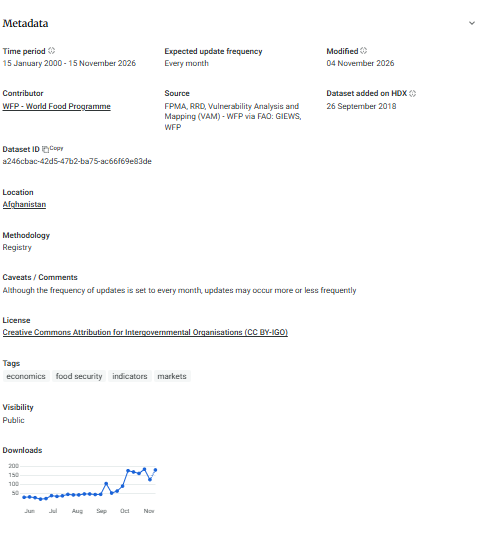 Metadata
Time period Expected update frequency Modified
15 January 2000 - 15 November 2026 Every month 04 November 2026
Contributor Source Dataset added on HDX
WFP - World Food Programme FPMA, RRD, Vulnerability Analysis and 26 September 2018
Mapping (VAM) - WFP via FAO: GIEWS,
WFP
Dataset ID Copy
a246cbac-42d5-47b2-ba75-ac66f69e83de
Location
Afghanistan
Methodology
Registry
Caveats / Comments
Although the frequency of updates is set to every month, updates may occur more or less frequently
License
Creative Commons Attribution for Intergovernmental Organisations (CC BY-IGO)
Tags
economics food security indicators markets
Visibility
Public
Downloads
200
150
100
50
Jun Jul Aug Sep Oct Nov